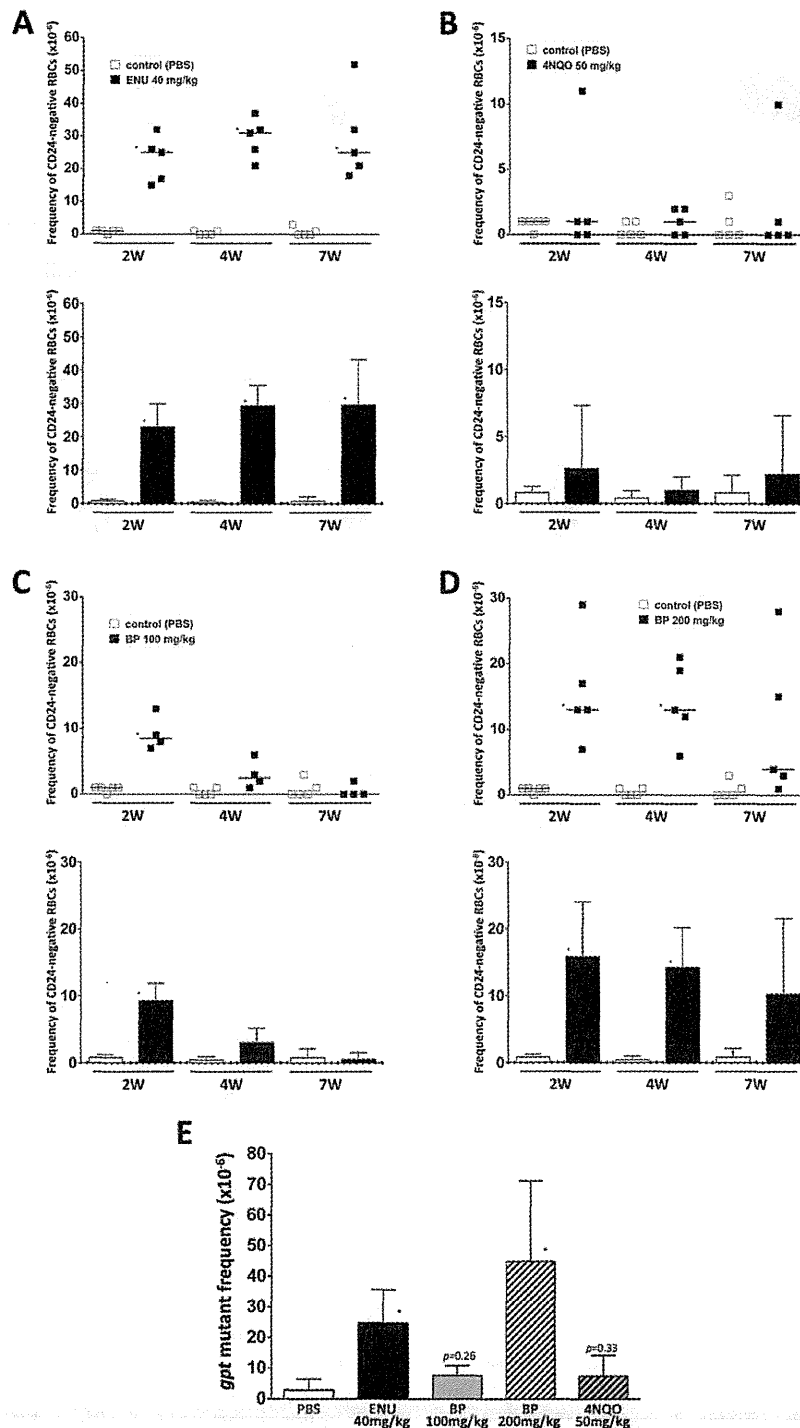 A
Frequency of CD24-negative RBCs (x10⁻⁶)
60
50
40
30
20
10
0
control (PBS)
ENU 40 mg/kg
2W
4W
7W
Frequency of CD24-negative RBCs (x10⁻⁶)
60
50
40
30
20
10
0
2W
4W
7W
B
Frequency of CD24-negative RBCs (x10⁻⁶)
15
10
5
0
control (PBS)
4NQO 50 mg/kg
2W
4W
7W
Frequency of CD24-negative RBCs (x10⁻⁶)
15
10
5
0
2W
4W
7W
C
Frequency of CD24-negative RBCs (x10⁻⁶)
30
20
10
0
control (PBS)
BP 100 mg/kg
2W
4W
7W
Frequency of CD24-negative RBCs (x10⁻⁶)
30
20
10
0
2W
4W
7W
D
Frequency of CD24-negative RBCs (x10⁻⁶)
30
20
10
0
control (PBS)
BP 200 mg/kg
2W
4W
7W
Frequency of CD24-negative RBCs (x10⁻⁶)
30
20
10
0
2W
4W
7W
E
gpt mutant frequency (x10⁻⁶)
80
70
60
50
40
30
20
10
0
p=0.26
p=0.33
PBS
ENU
40mg/kg
BP
100mg/kg
BP
200mg/kg
4NQO
50mg/kg